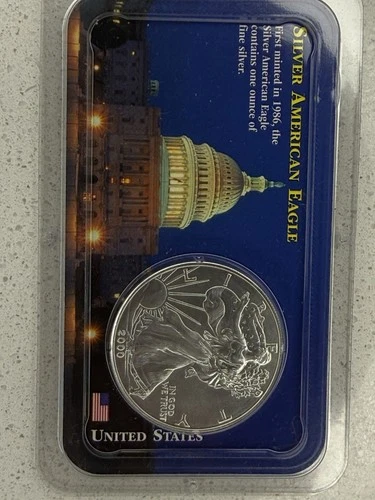 SILVER AMERICAN EAGLE
First minted in 1986, the
Silver American Eagle
contains one ounce of
fine silver.
LIBERTY
IN GOD
WE TRUST
2000
UNITED STATES